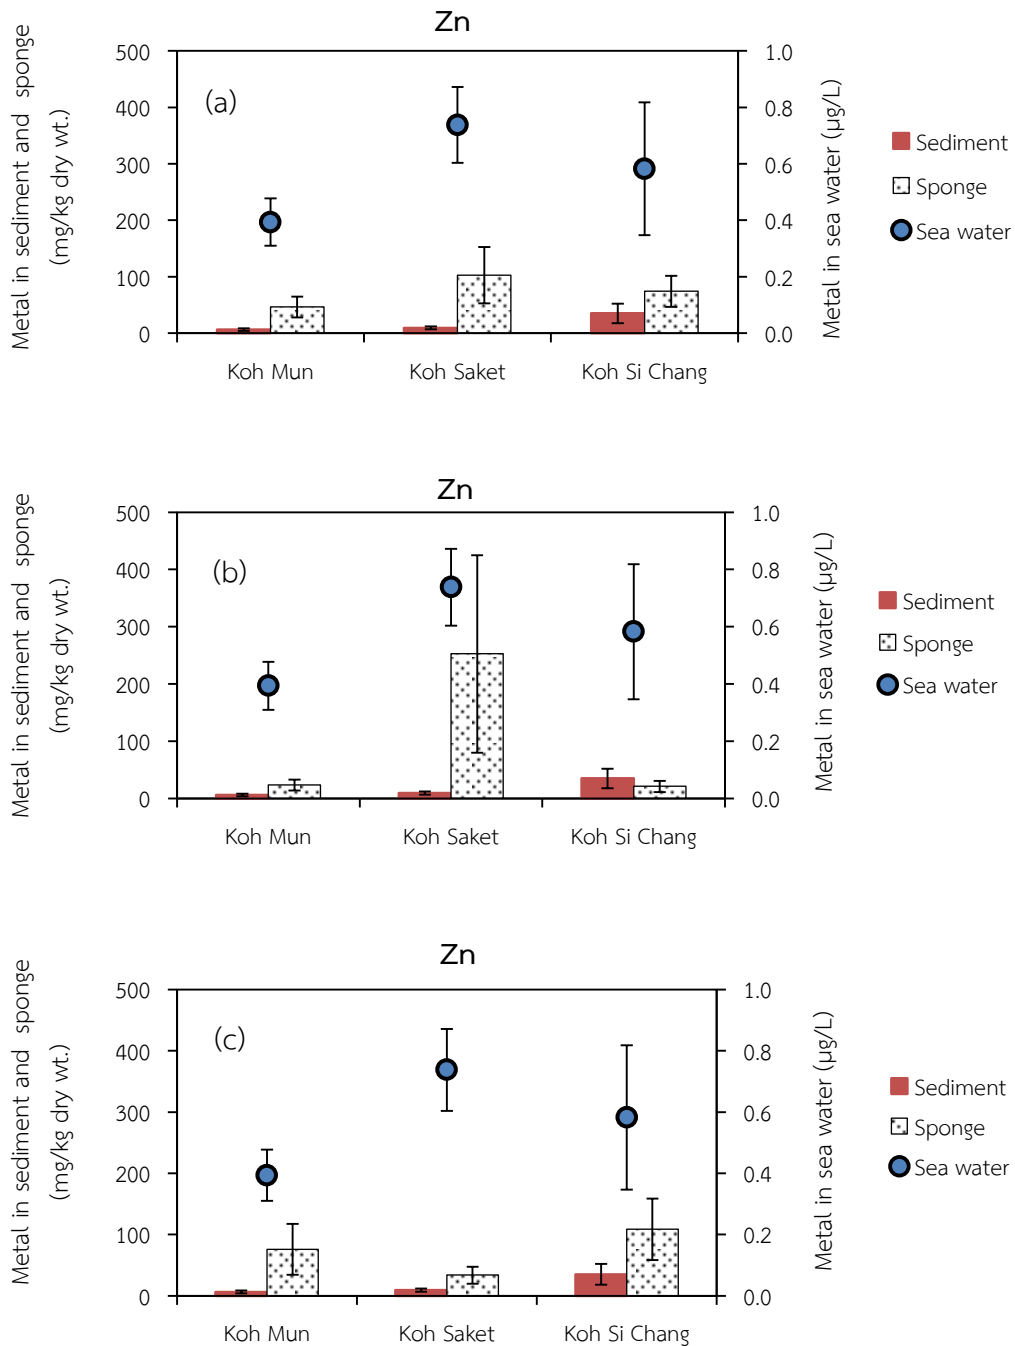 Zn
Metal in sediment and sponge
(mg/kg dry wt.)
500
400
300
200
100
0
(a)
1.0
0.8
0.6
0.4
0.2
0.0
Metal in sea water (µg/L)
Sediment
Sponge
Sea water
Koh Mun
Koh Saket
Koh Si Chang
Zn
Metal in sediment and sponge
(mg/kg dry wt.)
500
400
300
200
100
0
(b)
1.0
0.8
0.6
0.4
0.2
0.0
Metal in sea water (µg/L)
Sediment
Sponge
Sea water
Koh Mun
Koh Saket
Koh Si Chang
Zn
Metal in sediment and sponge
(mg/kg dry wt.)
500
400
300
200
100
0
(c)
1.0
0.8
0.6
0.4
0.2
0.0
Metal in sea water (µg/L)
Sediment
Sponge
Sea water
Koh Mun
Koh Saket
Koh Si Chang